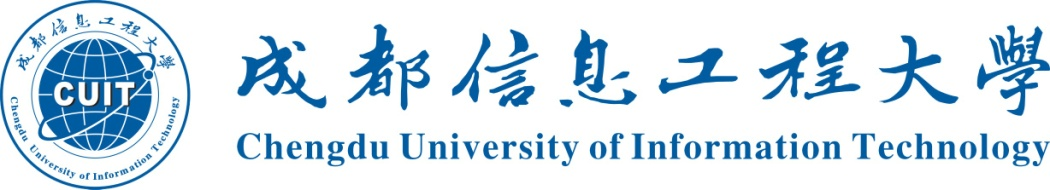 成都信息工程大學
CUIT
Chengdu University of Information Technology
成都信息工程大學
Chengdu University of Information Technology